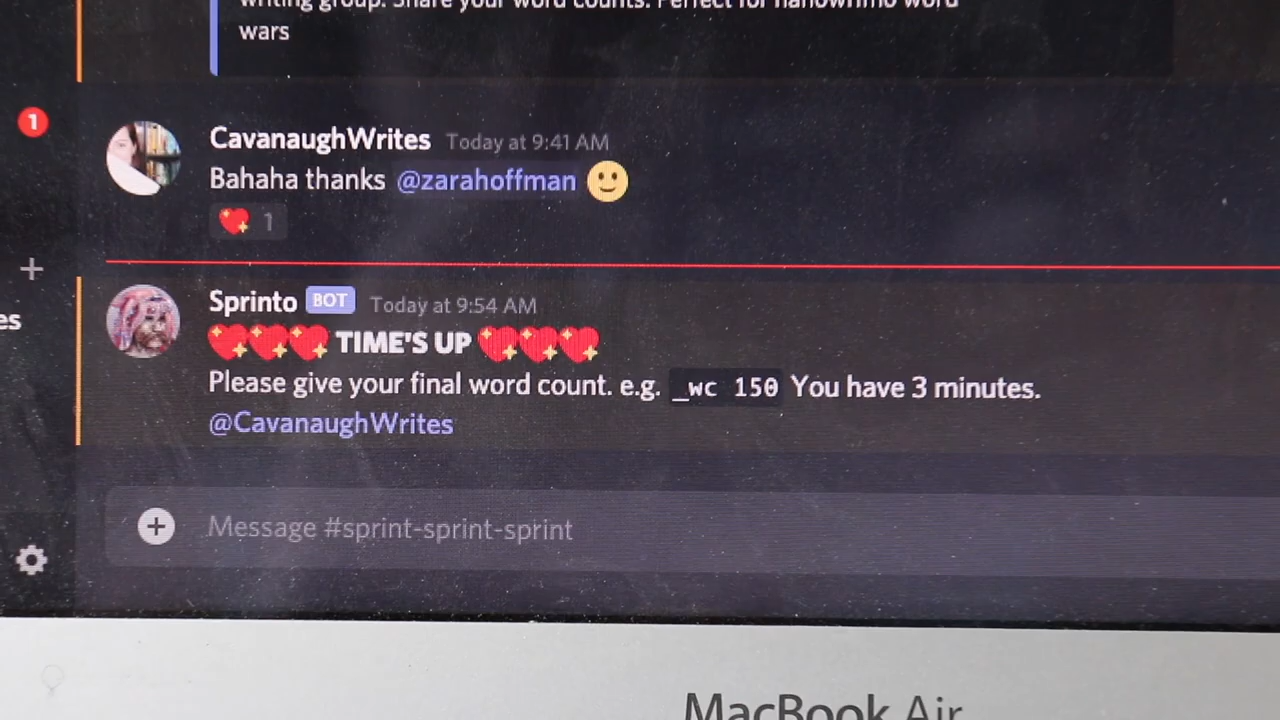 writing group. Share your word counts. Perfect for nanowrimo word
wars
1
CavanaughWrites Today at 9:41 AM
Bahaha thanks @zarahoffman
1
es
Sprinto BOT Today at 9:54 AM
TIME'S UP
Please give your final word count. e.g. _wc 150 You have 3 minutes.
@CavanaughWrites
Message #sprint-sprint-sprint
MacBook Air